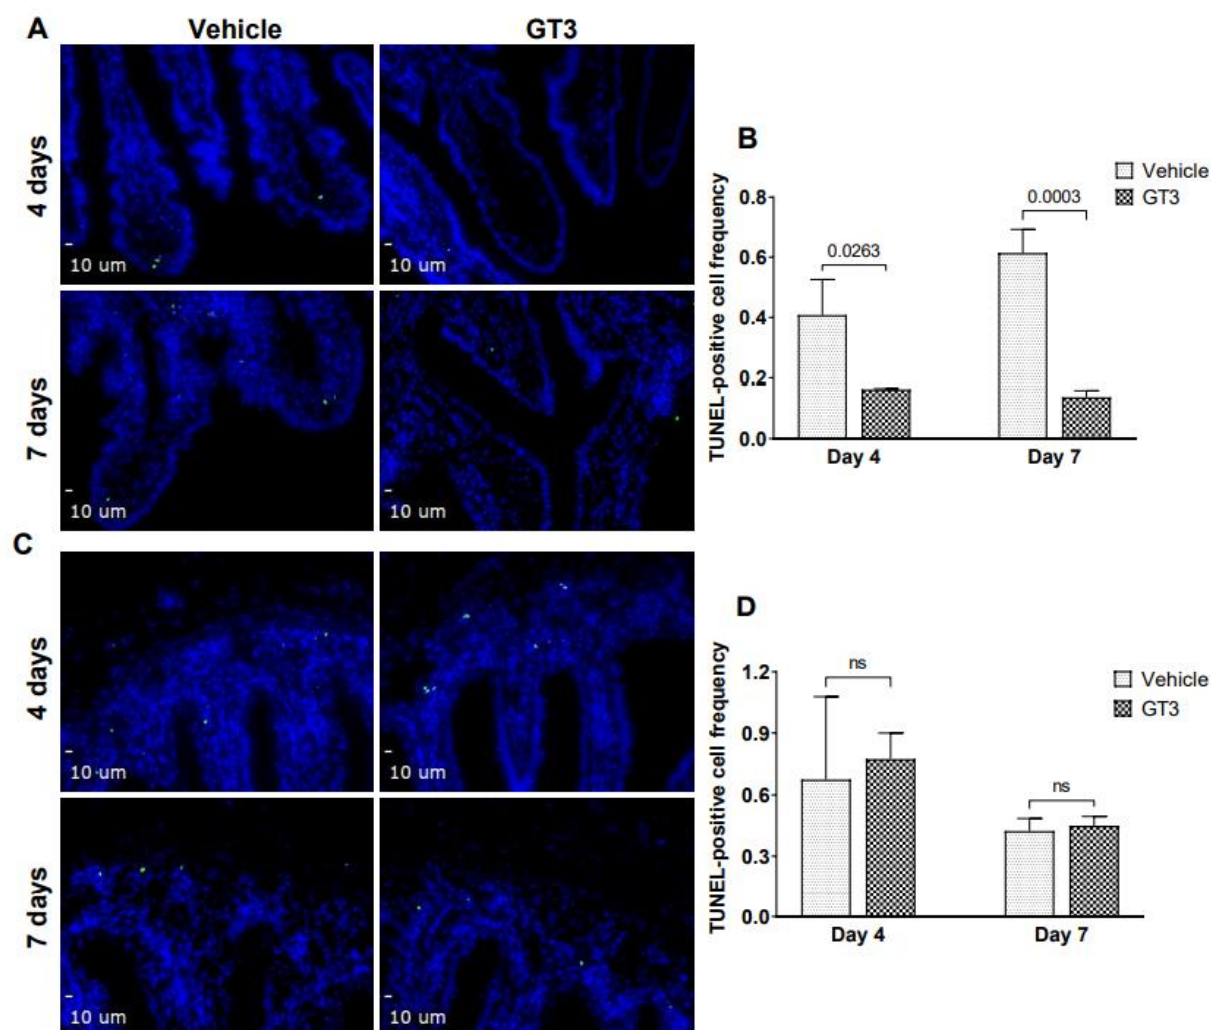 A
Vehicle
GT3
4 days
10 um
10 um
7 days
10 um
10 um
B
TUNEL-positive cell frequency
0.8
0.6
0.4
0.2
0.0
0.0263
0.0003
Day 4
Day 7
Vehicle
GT3
C
4 days
10 um
10 um
7 days
10 um
10 um
D
TUNEL-positive cell frequency
1.2
0.9
0.6
0.3
0.0
ns
ns
Day 4
Day 7
Vehicle
GT3